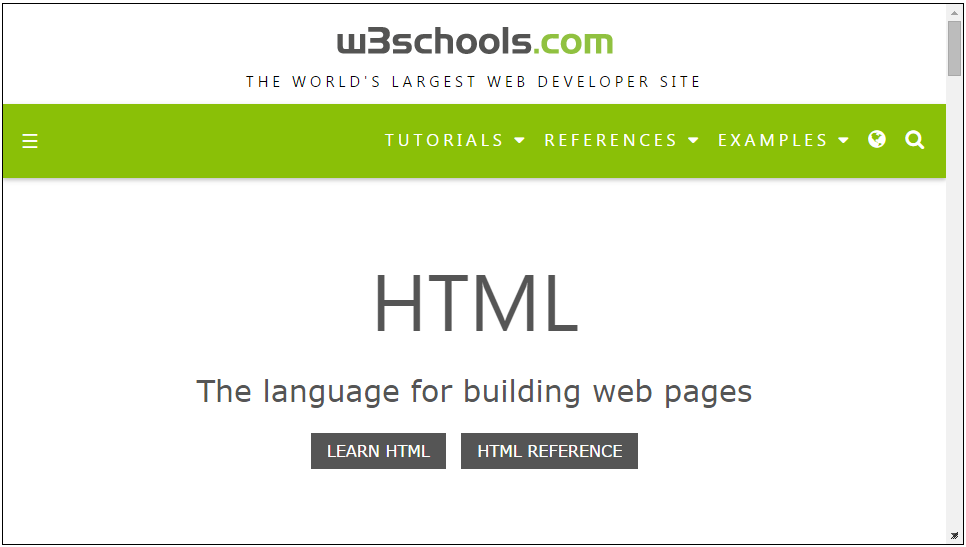 w3schools.com
THE WORLD'S LARGEST WEB DEVELOPER SITE
TUTORIALS REFERENCES EXAMPLES
HTML
The language for building web pages
LEARN HTML HTML REFERENCE